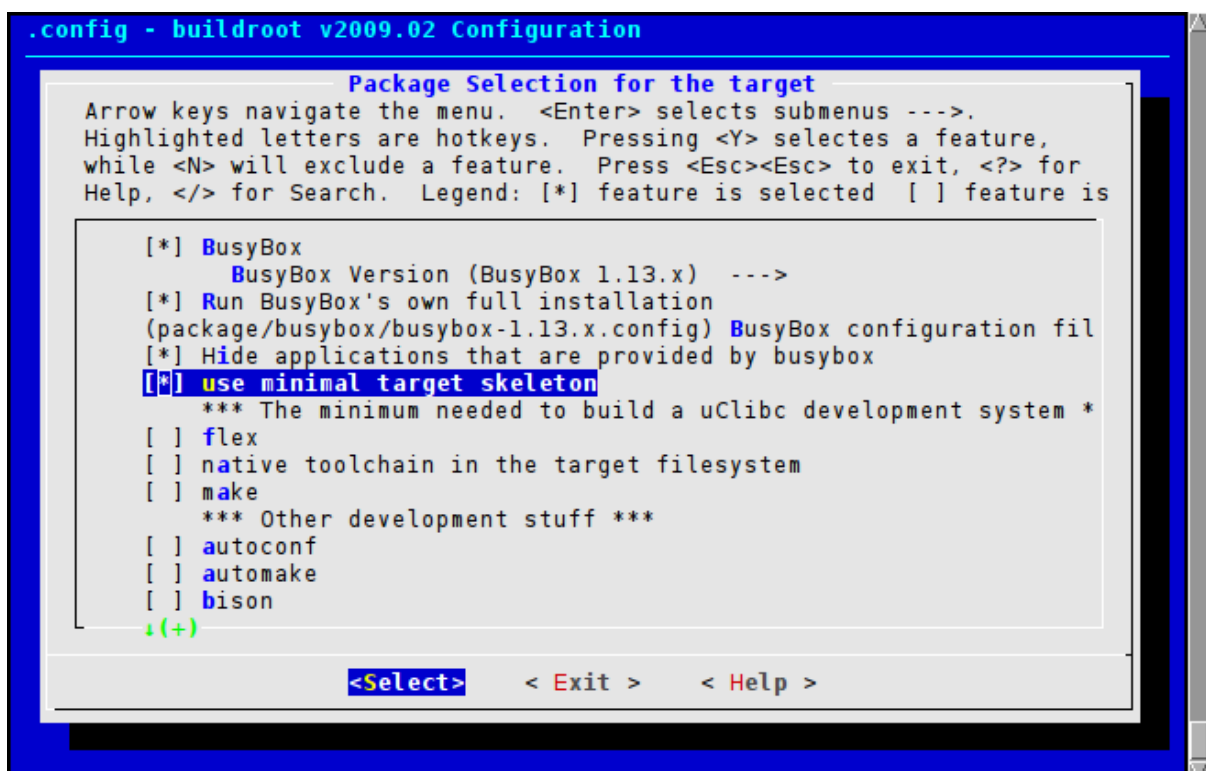 .config - buildroot v2009.02 Configuration
Package Selection for the target
Arrow keys navigate the menu.  <Enter> selects submenus --->.
Highlighted letters are hotkeys.  Pressing <Y> selectes a feature,
while <N> will exclude a feature.  Press <Esc><Esc> to exit, <?> for
Help, </> for Search.  Legend: [*] feature is selected  [ ] feature is
[*] BusyBox
BusyBox Version (BusyBox 1.13.x)  --->
[*] Run BusyBox's own full installation
(package/busybox/busybox-1.13.x.config) BusyBox configuration fil
[*] Hide applications that are provided by busybox
[*] use minimal target skeleton
*** The minimum needed to build a uClibc development system *
[ ] flex
[ ] native toolchain in the target filesystem
[ ] make
*** Other development stuff ***
[ ] autoconf
[ ] automake
[ ] bison
↓(+)
<Select>    < Exit >    < Help >